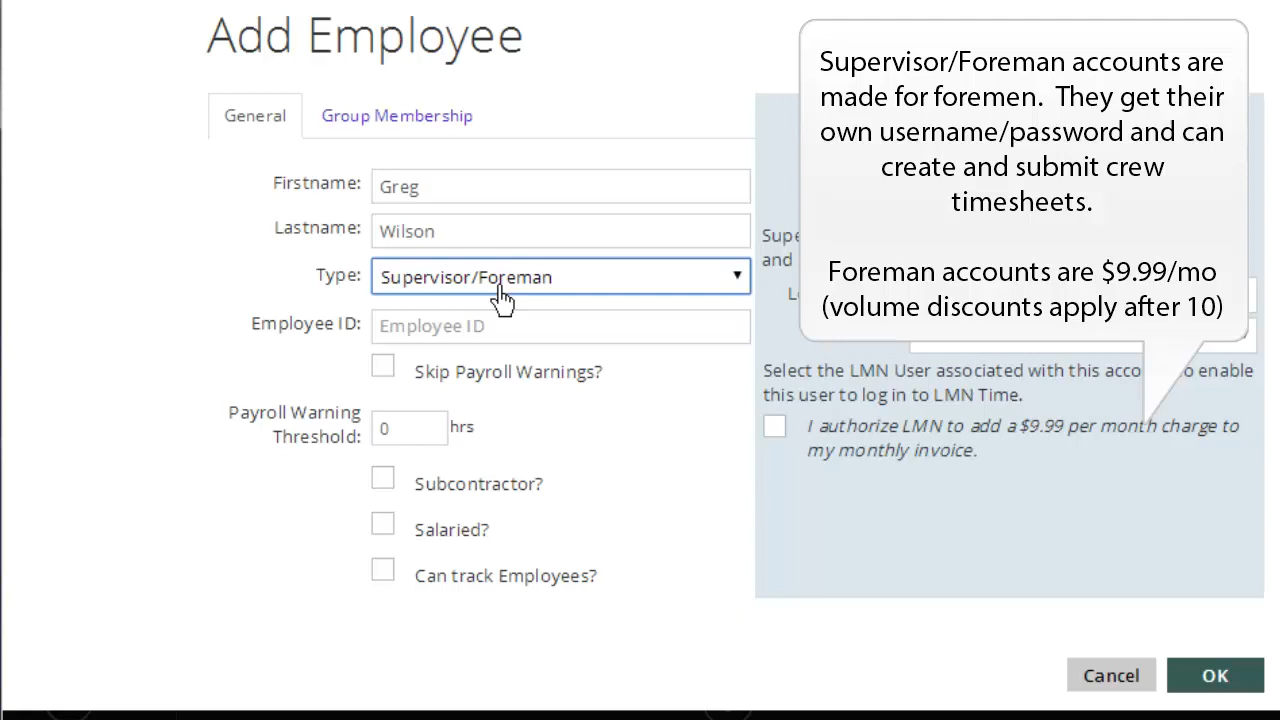 Add Employee
General
Group Membership
Firstname:
Greg
Lastname:
Wilson
Type:
Supervisor/Foreman
Employee ID:
Employee ID
Skip Payroll Warnings?
Payroll Warning
Threshold:
0
hrs
Subcontractor?
Salaried?
Can track Employees?
Supervisor/Foreman accounts are
made for foremen. They get their
own username/password and can
create and submit crew
timesheets.
Foreman accounts are $9.99/mo
(volume discounts apply after 10)
and
Select the LMN User associated with this enable
this user to log in to LMN Time.
I authorize LMN to add a $9.99 per month charge to
my monthly invoice.
Cancel
OK